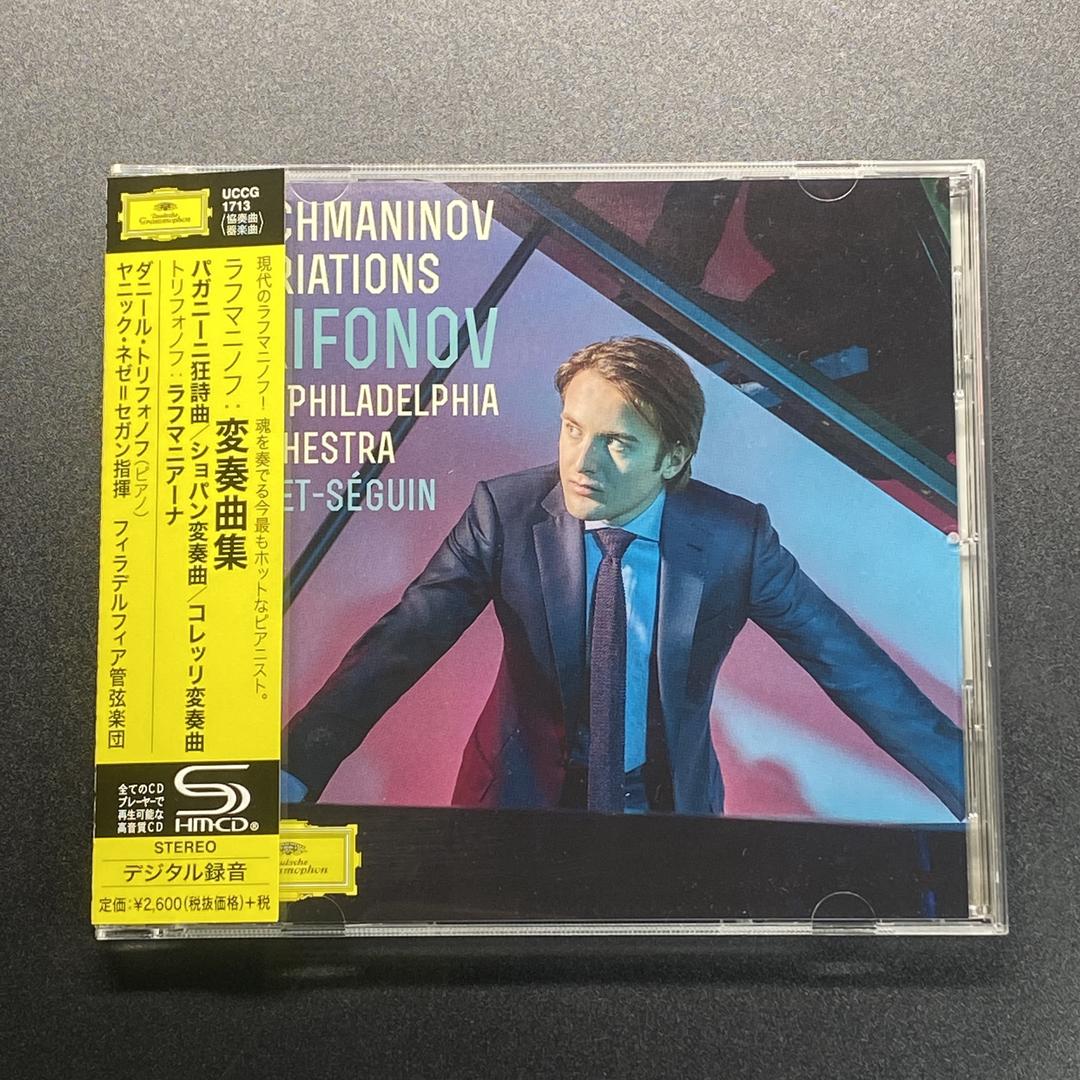 Deutsche
Grammophon
UCCG
1713
〈協奏曲〉
〈器楽曲〉
現代のラフマニノフ!魂を奏でる今最もホットなピアニスト。
ラフマニノフ:変奏曲集
パガニーニ狂詩曲/ショパン変奏曲/コレッリ変奏曲
トリフォノフ:ラフマニアーナ
ダニール・トリフォノフ(ピアノ)
ヤニック・ネゼ=セガン指揮 フィラデルフィア管弦楽団
全てのCD
プレーヤーで
再生可能な
高音質CD
SHM-CD®
STEREO
デジタル録音
定価:¥2,600(税抜価格)+税
CHMANINOV
RIATIONS
IFONOV
PHILADELPHIA
HESTRA
ET-SÉGUIN
utsche
mmophon